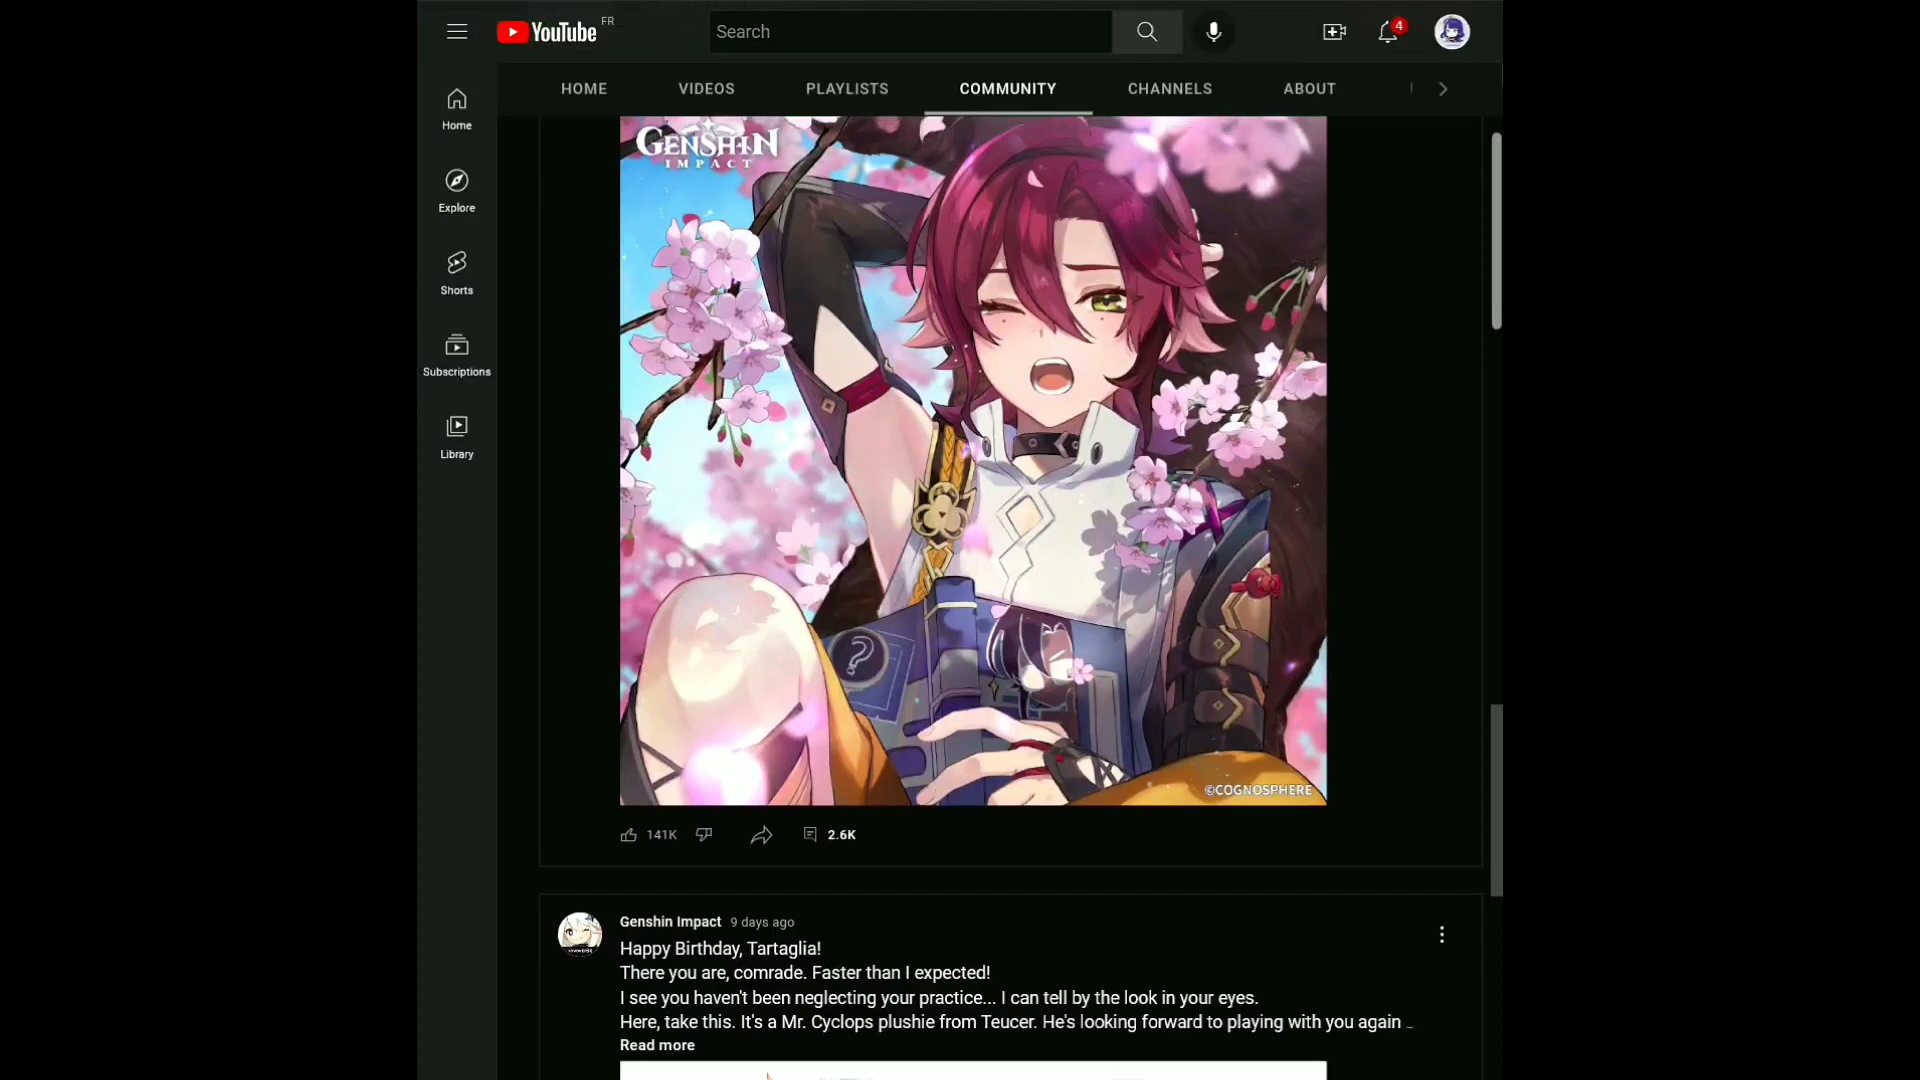 YouTube FR
Search
4
HOME VIDEOS PLAYLISTS COMMUNITY CHANNELS ABOUT
Home
Explore
Shorts
Subscriptions
Library
GENSHIN
IMPACT
?
©COGNOSPHERE
141K 2.6K
Genshin Impact 9 days ago
Happy Birthday, Tartaglia!
There you are, comrade. Faster than I expected!
I see you haven't been neglecting your practice... I can tell by the look in your eyes.
Here, take this. It's a Mr. Cyclops plushie from Teucer. He's looking forward to playing with you again ...
Read more